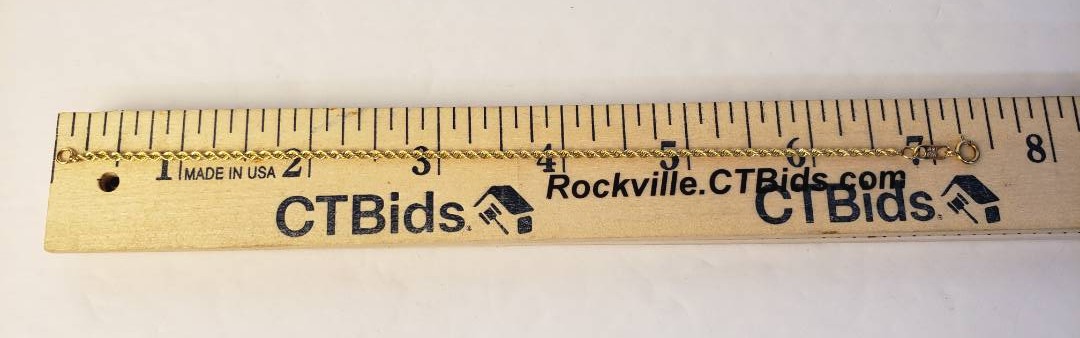 1 MADE IN USA 2 3 4 5 6 7 8
Rockville.CTBids.com
CTBids. CTBids.